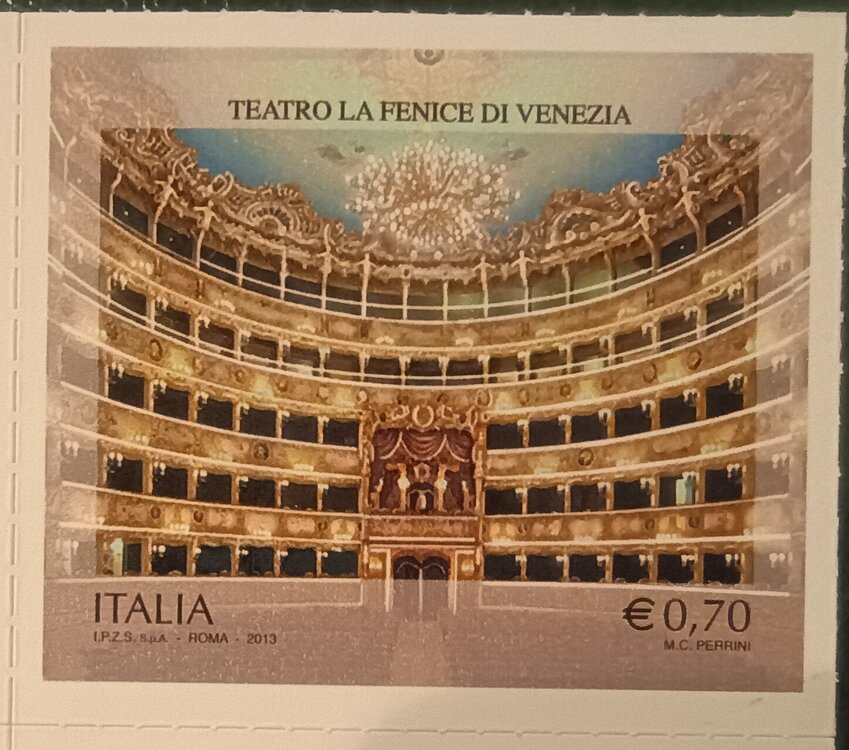 TEATRO LA FENICE DI VENEZIA
ITALIA
€ 0,70
I.P.Z.S. S.p.A. - ROMA - 2013
M.C. PERRINI